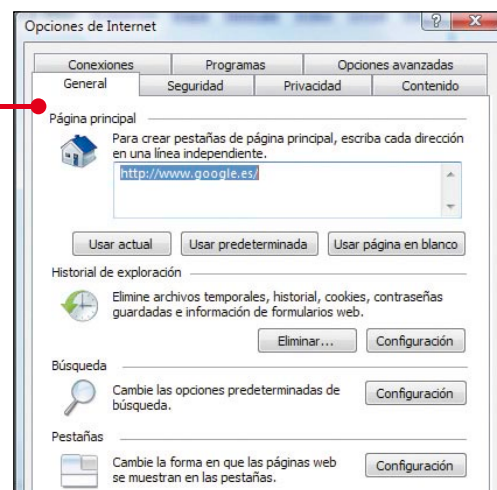 Opciones de Internet
Conexiones Programas Opciones avanzadas
General Seguridad Privacidad Contenido
Página principal
Para crear pestañas de página principal, escriba cada dirección
en una línea independiente.
http://www.google.es/
Usar actual Usar predeterminada Usar página en blanco
Historial de exploración
Elimine archivos temporales, historial, cookies, contraseñas
guardadas e información de formularios web.
Eliminar... Configuración
Búsqueda
Cambie las opciones predeterminadas de
búsqueda.
Configuración
Pestañas
Cambie la forma en que las páginas web
se muestran en las pestañas.
Configuración